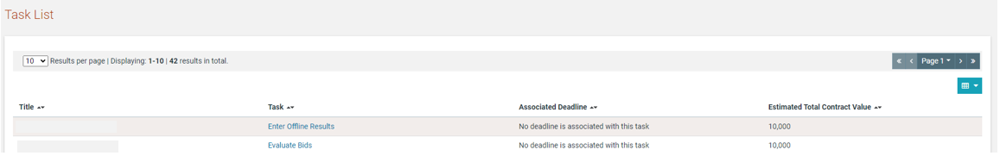 Task List
10 Results per page | Displaying: 1-10 | 42 results in total.
« ‹ Page 1 › »
Title Task Associated Deadline Estimated Total Contract Value
Enter Offline Results No deadline is associated with this task 10,000
Evaluate Bids No deadline is associated with this task 10,000